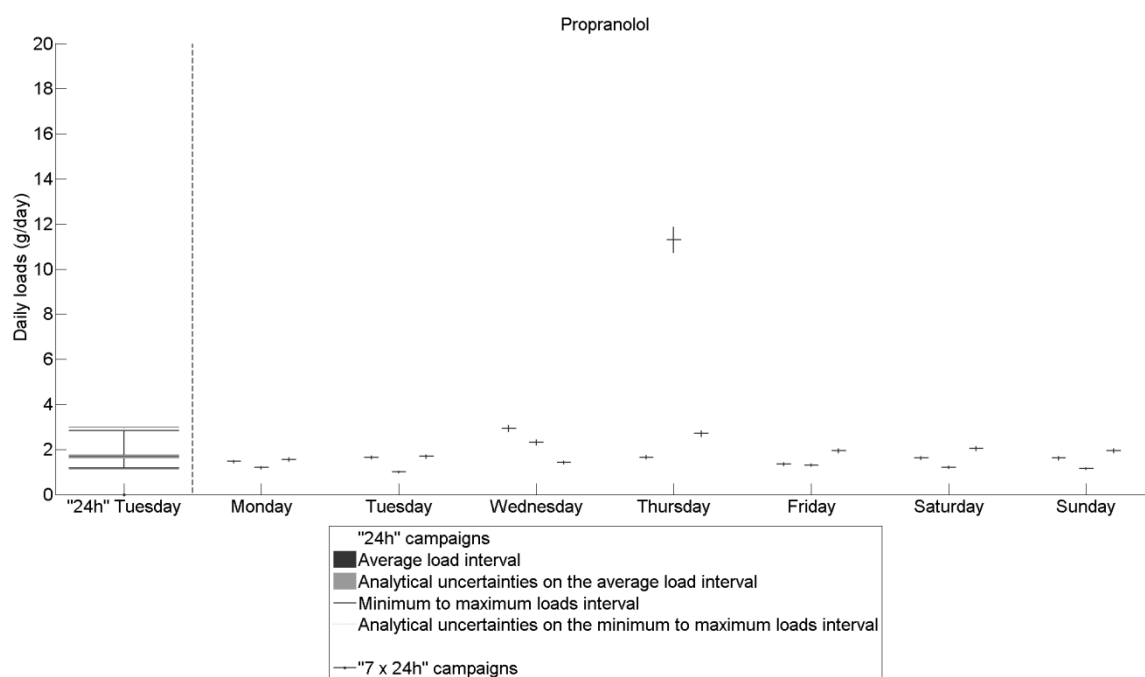 Propranolol
Daily loads (g/day)
20
18
16
14
12
10
8
6
4
2
0
"24h" Tuesday Monday Tuesday Wednesday Thursday Friday Saturday Sunday
"24h" campaigns
Average load interval
Analytical uncertainties on the average load interval
Minimum to maximum loads interval
Analytical uncertainties on the minimum to maximum loads interval
"7 x 24h" campaigns